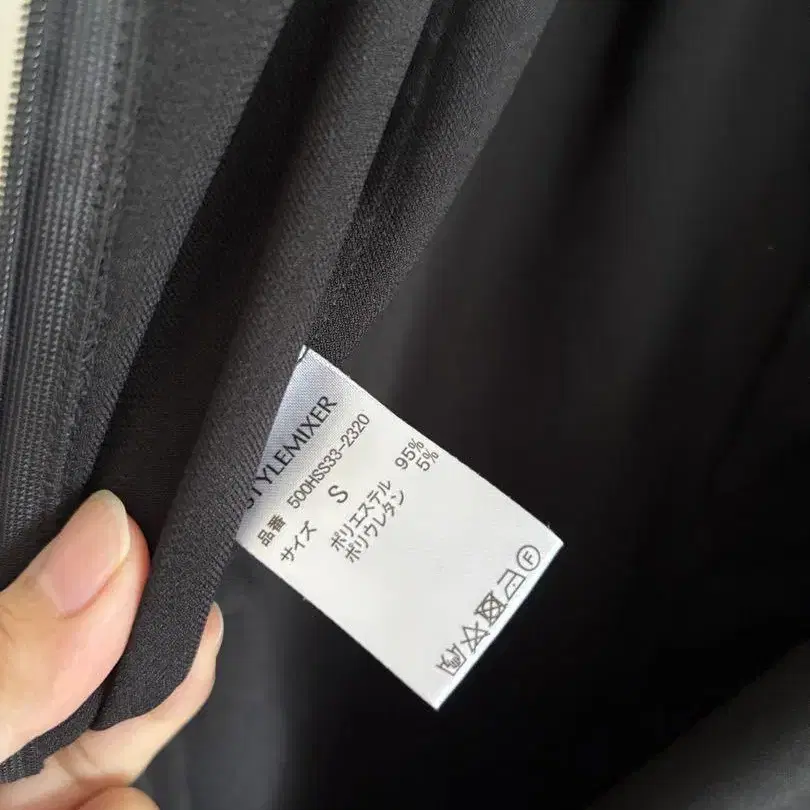 STYLEMIXER
品番 500HSS33-2320
サイズ S
ポリエステル 95%
ポリウレタン 5%
F